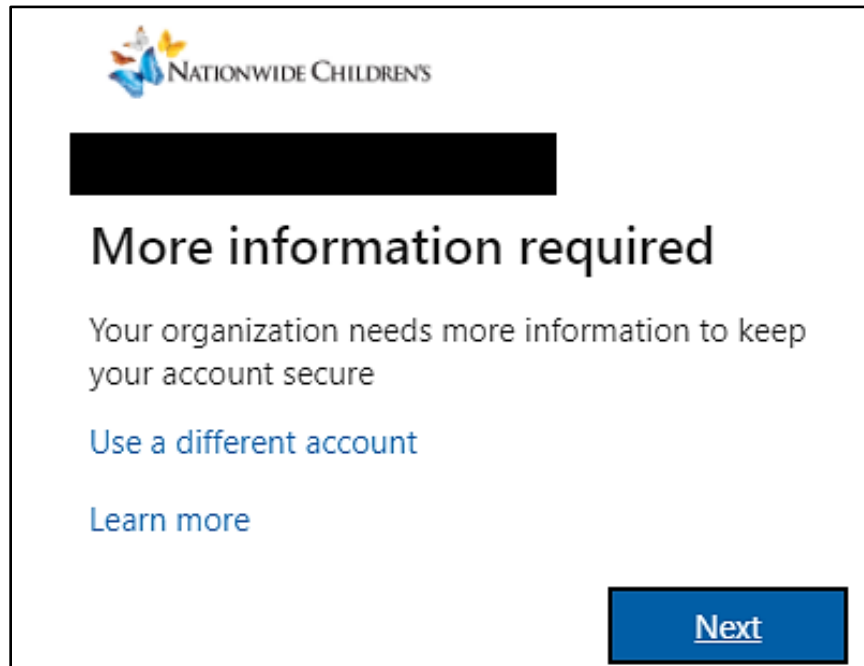 NATIONWIDE CHILDREN'S
More information required
Your organization needs more information to keep
your account secure
Use a different account
Learn more
Next